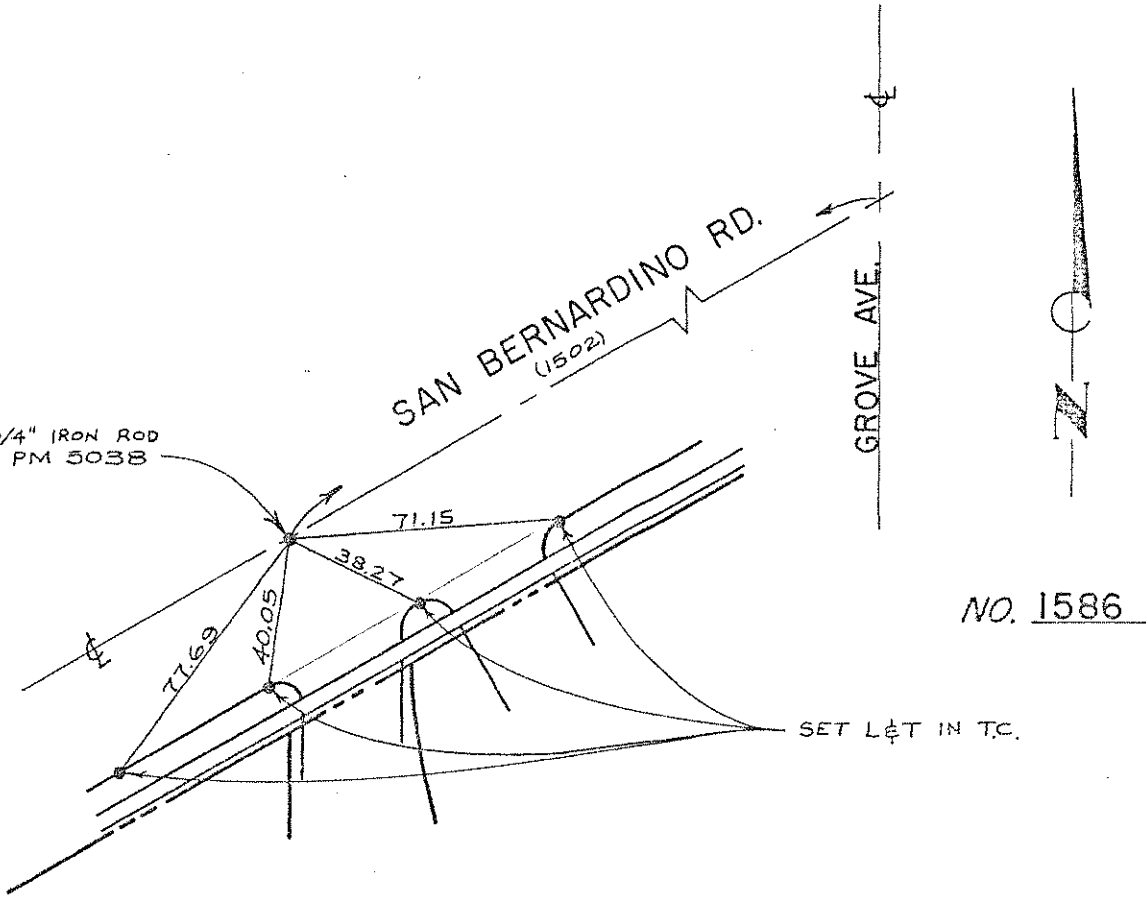 ℄
SAN BERNARDINO RD.
(1502)
GROVE AVE.
/4" IRON ROD
PM 5038
71.15
38.27
40.05
77.69
℄
N
NO. 1586
SET L&T IN T.C.